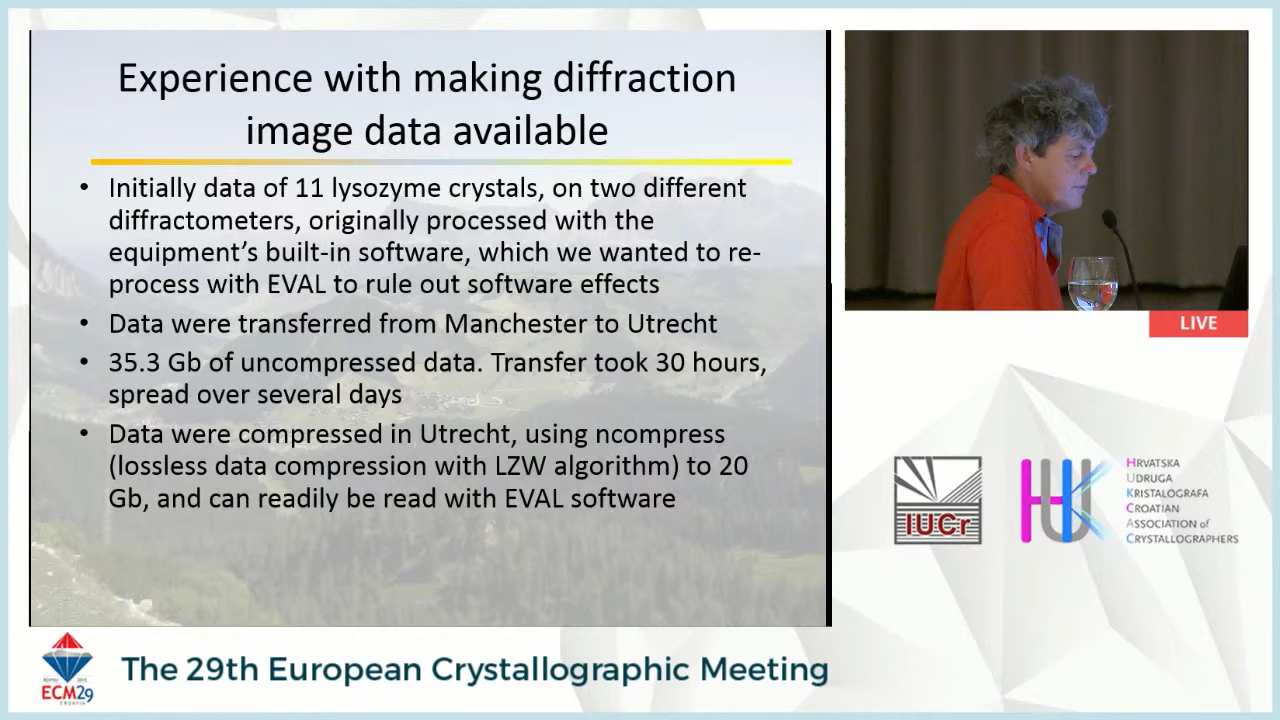 Experience with making diffraction
image data available
• Initially data of 11 lysozyme crystals, on two different
diffractometers, originally processed with the
equipment's built-in software, which we wanted to re-
process with EVAL to rule out software effects
• Data were transferred from Manchester to Utrecht
• 35.3 Gb of uncompressed data. Transfer took 30 hours,
spread over several days
• Data were compressed in Utrecht, using ncompress
(lossless data compression with LZW algorithm) to 20
Gb, and can readily be read with EVAL software
LIVE
IUCr
HUK
HRVATSKA
UDRUGA
KRISTALOGRAFA
CROATIAN
ASSOCIATION of
CRYSTALLOGRAPHERS
ECM29
CROATIA
The 29th European Crystallographic Meeting